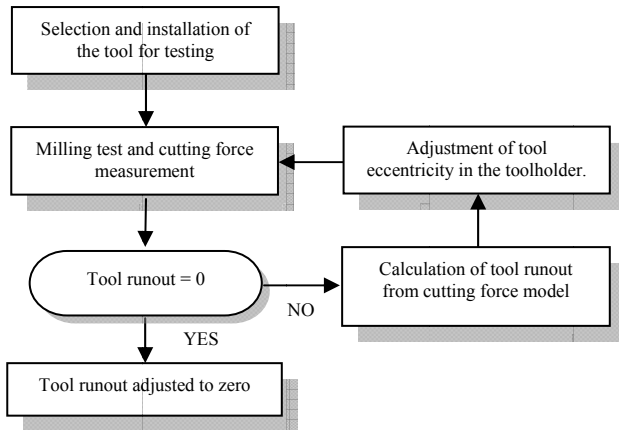 Selection and installation of
the tool for testing
Milling test and cutting force
measurement
Adjustment of tool
eccentricity in the toolholder.
Tool runout = 0
NO
Calculation of tool runout
from cutting force model
YES
Tool runout adjusted to zero